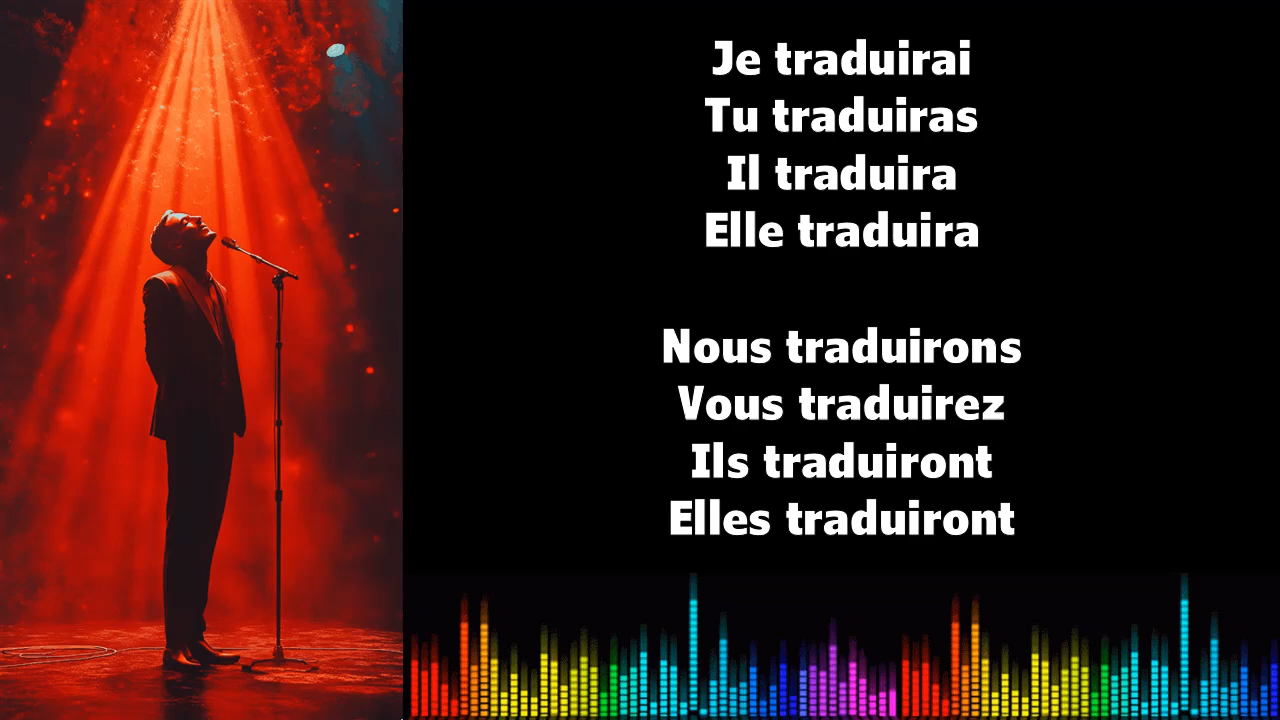 Je traduirai
Tu traduiras
Il traduira
Elle traduira
Nous traduirons
Vous traduirez
Ils traduiront
Elles traduiront